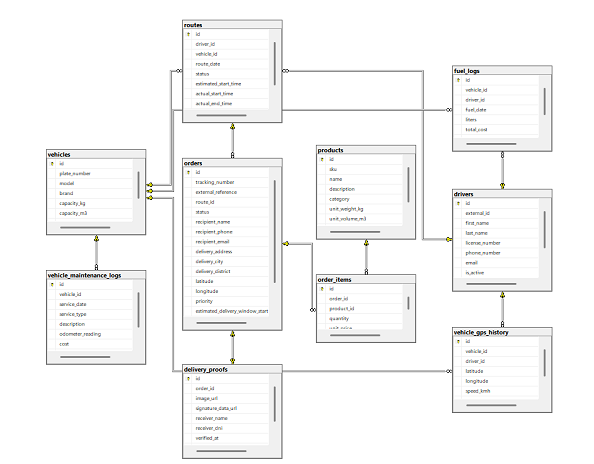 routes
id
driver_id
vehicle_id
route_date
status
estimated_start_time
actual_start_time
actual_end_time
fuel_logs
id
vehicle_id
driver_id
fuel_date
liters
total_cost
vehicles
id
plate_number
model
brand
capacity_kg
capacity_m3
orders
id
tracking_number
external_reference
route_id
status
recipient_name
recipient_phone
recipient_email
delivery_address
delivery_city
delivery_district
latitude
longitude
priority
estimated_delivery_window_start
products
id
sku
name
description
category
unit_weight_kg
unit_volume_m3
drivers
id
external_id
first_name
last_name
license_number
phone_number
email
is_active
vehicle_maintenance_logs
id
vehicle_id
service_date
service_type
description
odometer_reading
cost
order_items
id
order_id
product_id
quantity
unit_price
delivery_proofs
id
order_id
image_url
signature_data_url
receiver_name
receiver_dni
verified_at
vehicle_gps_history
id
vehicle_id
driver_id
latitude
longitude
speed_kmh